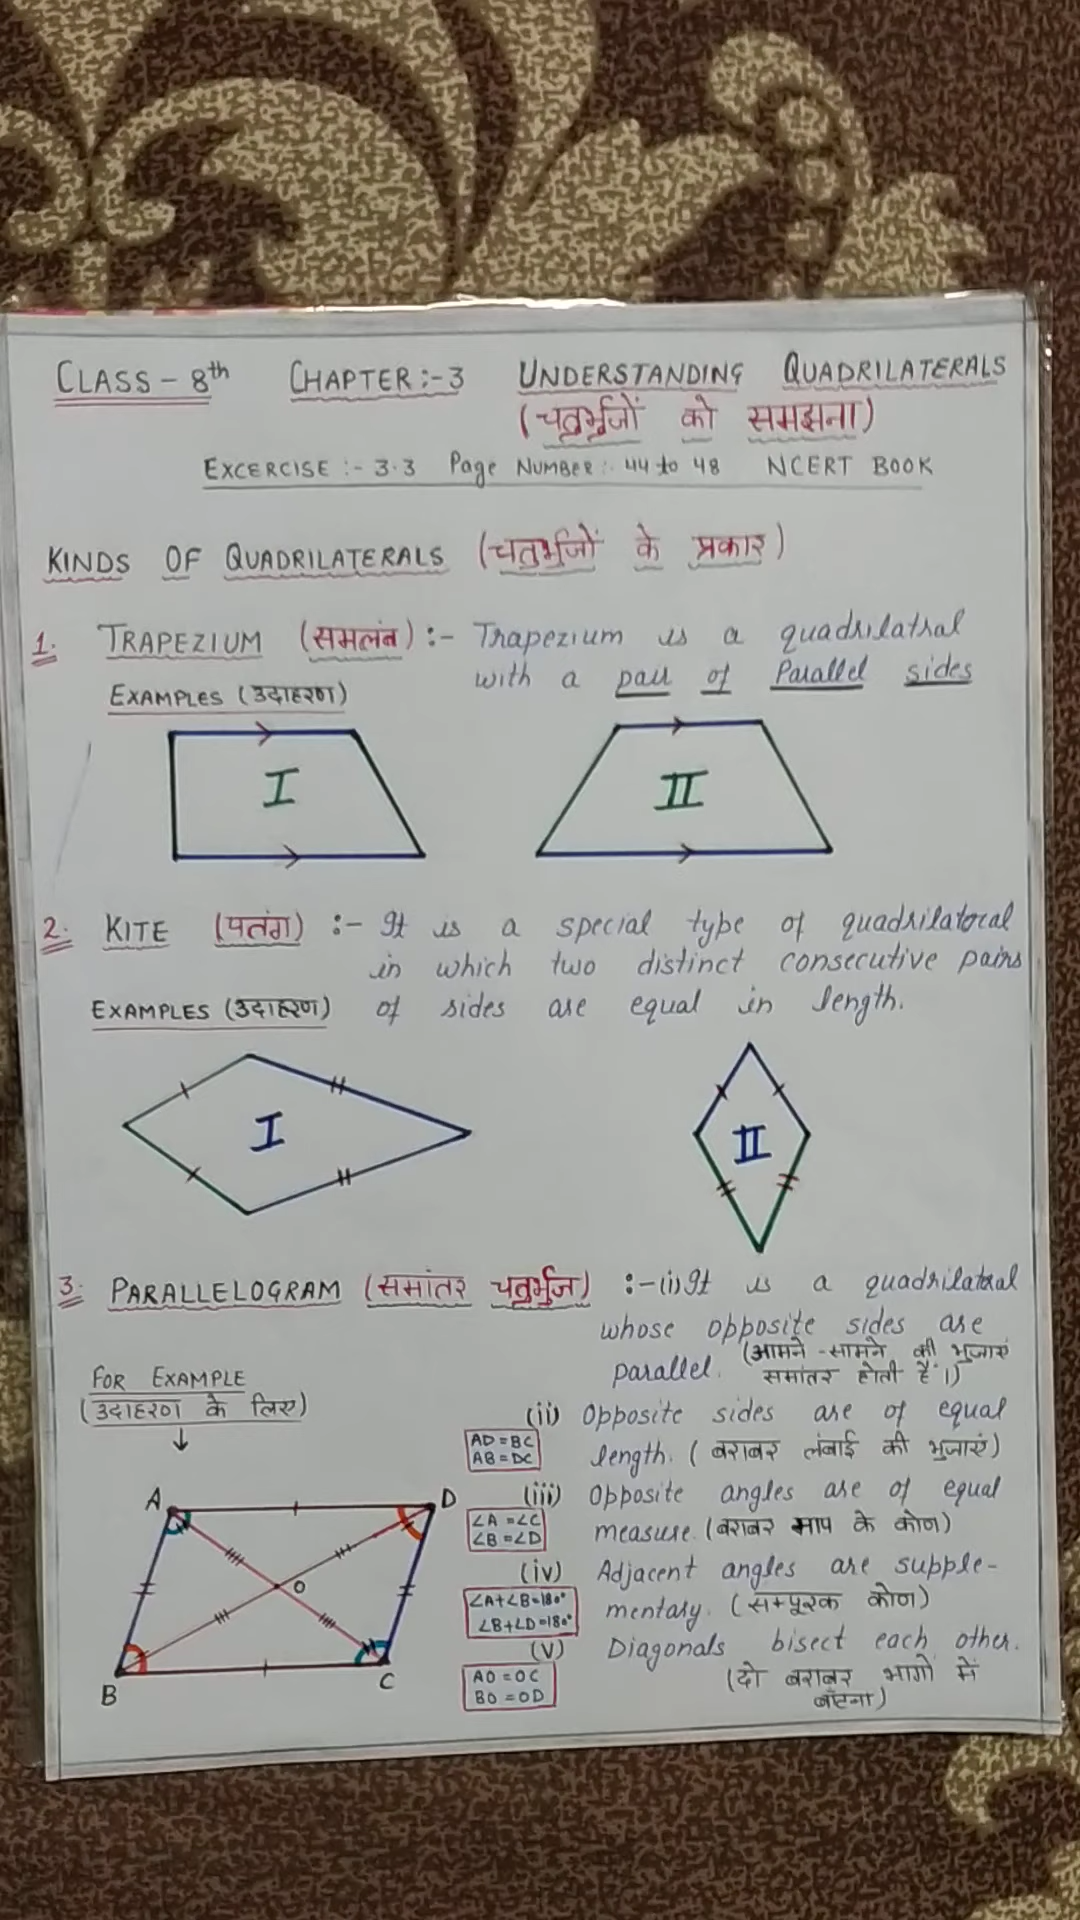 CLASS - 8th CHAPTER:-3 UNDERSTANDING QUADRILATERALS
(चतुर्भुजों को समझना)
EXCERCISE :- 3.3 Page NUMBER:- 44 to 48 NCERT BOOK
KINDS OF QUADRILATERALS (चतुर्भुजों के प्रकार)
1. TRAPEZIUM (समलंब) :- Trapezium is a quadrilatral
with a pair of Parallel sides
EXAMPLES (उदाहरण)
I II
2. KITE (पतंग) :- It is a special type of quadrilateral
in which two distinct consecutive pairs
EXAMPLES (उदाहरण) of sides are equal in length.
I II
3. PARALLELOGRAM (समांतर चतुर्भुज) :- (i) It is a quadrilateral
whose opposite sides are
parallel. (आमने-सामने की भुजाएं
समांतर होती हैं।)
FOR EXAMPLE
(उदाहरण के लिए)
(ii) Opposite sides are of equal
length. (बराबर लंबाई की भुजाएं)
AD=BC
AB=DC
(iii) Opposite angles are of equal
measure. (बराबर माप के कोण)
∠A=∠C
∠B=∠D
(iv) Adjacent angles are supple-
mentary. (सम्पूरक कोण)
∠A+∠B=180°
∠B+∠D=180°
(v) Diagonals bisect each other.
(दो बराबर भागों में
बँटना)
AO=OC
BO=OD
A D
O
B C